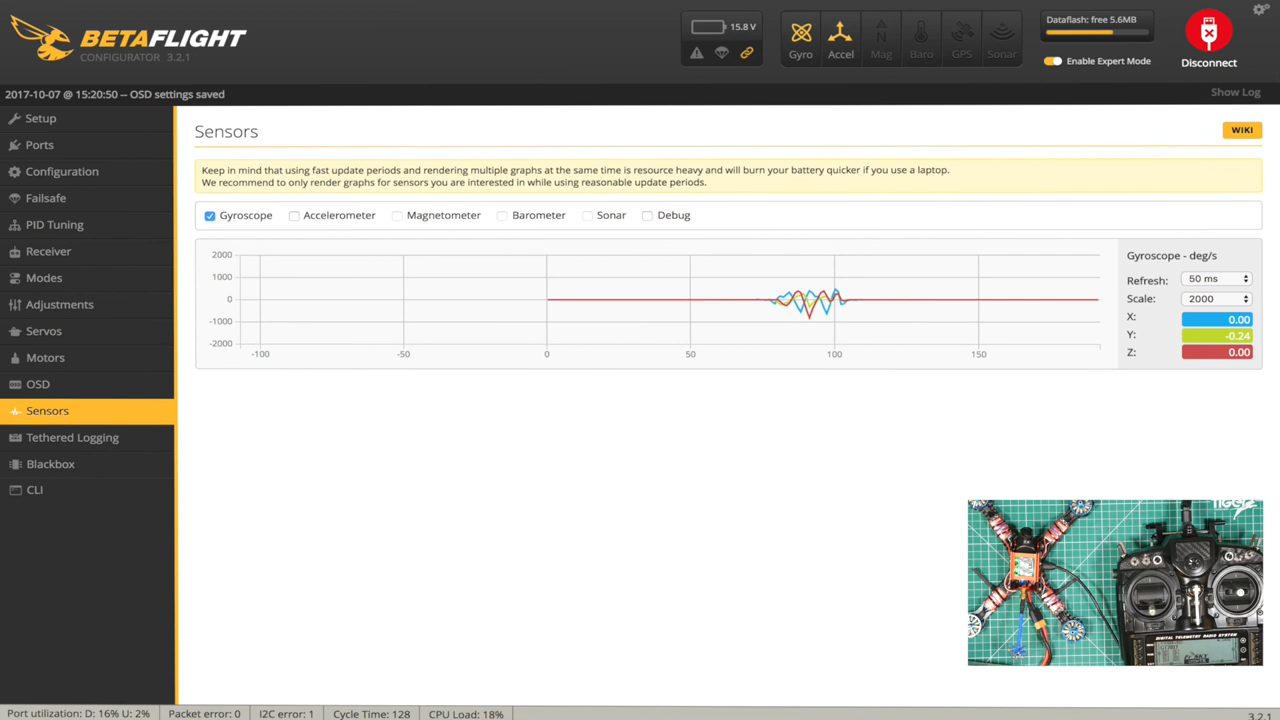 BETAFLIGHT
CONFIGURATOR 3.2.1
15.8 V
Gyro
Accel
Mag
Baro
GPS
Sonar
Dataflash: free 5.6MB
Enable Expert Mode
Disconnect
2017-10-07 @ 15:20:50 -- OSD settings saved
Show Log
Setup
Ports
Configuration
Failsafe
PID Tuning
Receiver
Modes
Adjustments
Servos
Motors
OSD
Sensors
Tethered Logging
Blackbox
CLI
Sensors
WIKI
Keep in mind that using fast update periods and rendering multiple graphs at the same time is resource heavy and will burn your battery quicker if you use a laptop.
We recommend to only render graphs for sensors you are interested in while using reasonable update periods.
Gyroscope Accelerometer Magnetometer Barometer Sonar Debug
2000
1000
0
-1000
-2000
-100 -50 0 50 100 150
Gyroscope - deg/s
Refresh: 50 ms
Scale: 2000
X: 0.00
Y: -0.24
Z: 0.00
DIGITAL TELEMETRY RADIO SYSTEM
Port utilization: D: 16% U: 2% Packet error: 0 I2C error: 1 Cycle Time: 128 CPU Load: 18% 3.2.1